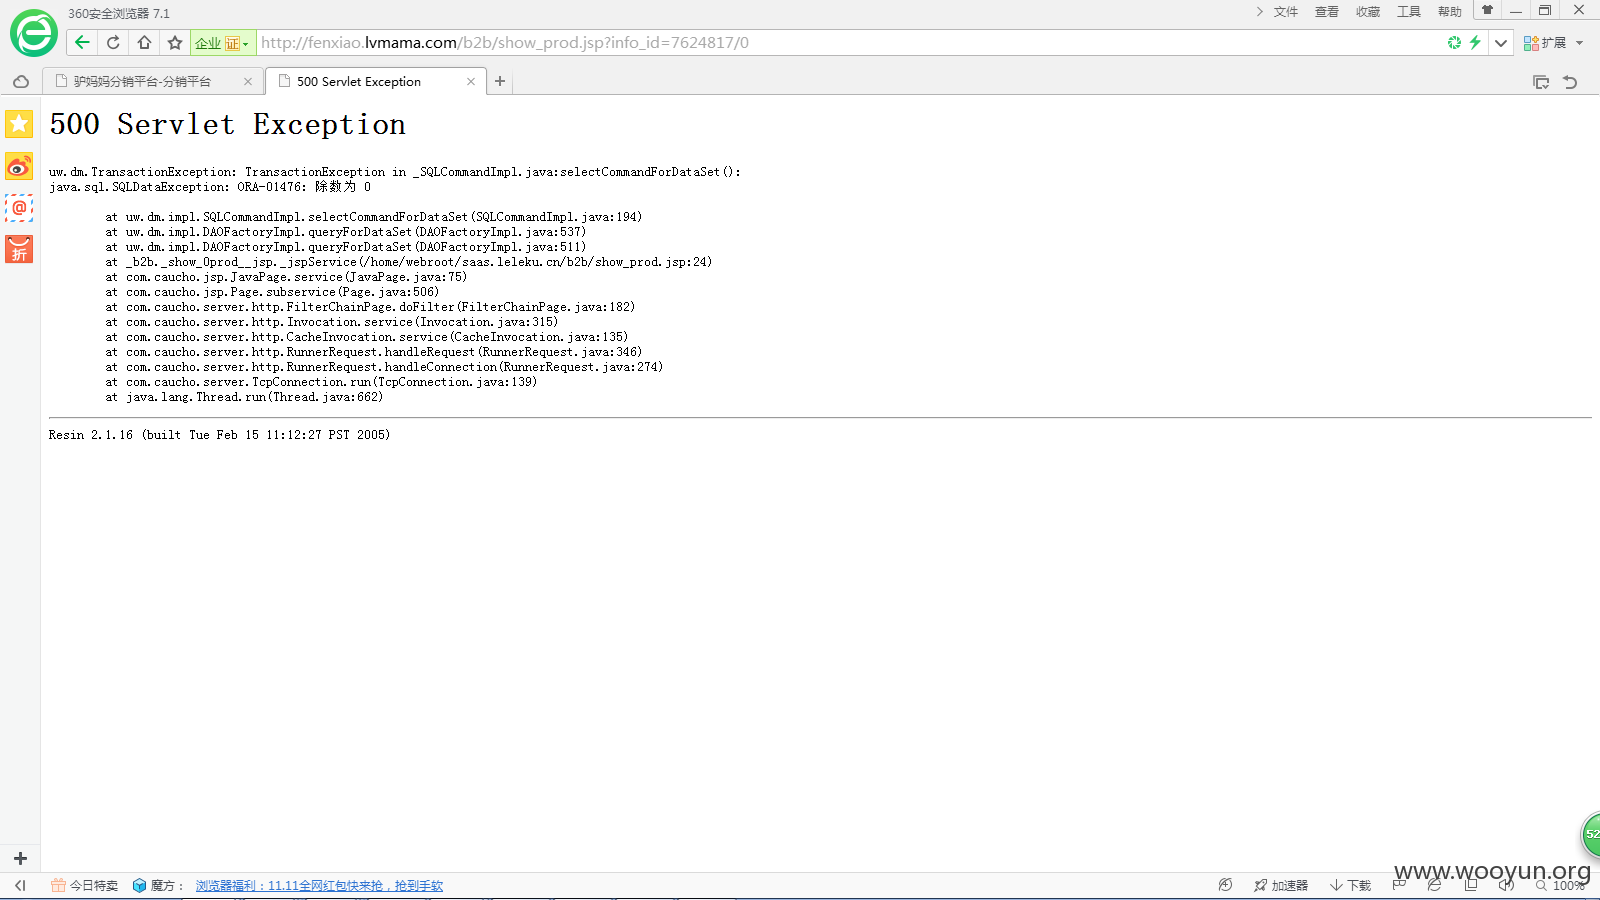 360安全浏览器 7.1
文件 查看 收藏 工具 帮助
企业 证 http://fenxiao.lvmama.com/b2b/show_prod.jsp?info_id=7624817/0 扩展
驴妈妈分销平台-分销平台 500 Servlet Exception
500 Servlet Exception
uw.dm.TransactionException: TransactionException in _SQLCommandImpl.java:selectCommandForDataSet():
java.sql.SQLDataException: ORA-01476: 除数为 0
at uw.dm.impl.SQLCommandImpl.selectCommandForDataSet(SQLCommandImpl.java:194)
at uw.dm.impl.DAOFactoryImpl.queryForDataSet(DAOFactoryImpl.java:537)
at uw.dm.impl.DAOFactoryImpl.queryForDataSet(DAOFactoryImpl.java:511)
at _b2b._show_0prod__jsp._jspService(/home/webroot/saas.leleku.cn/b2b/show_prod.jsp:24)
at com.caucho.jsp.JavaPage.service(JavaPage.java:75)
at com.caucho.jsp.Page.subservice(Page.java:506)
at com.caucho.server.http.FilterChainPage.doFilter(FilterChainPage.java:182)
at com.caucho.server.http.Invocation.service(Invocation.java:315)
at com.caucho.server.http.CacheInvocation.service(CacheInvocation.java:135)
at com.caucho.server.http.RunnerRequest.handleRequest(RunnerRequest.java:346)
at com.caucho.server.http.RunnerRequest.handleConnection(RunnerRequest.java:274)
at com.caucho.server.TcpConnection.run(TcpConnection.java:139)
at java.lang.Thread.run(Thread.java:662)
Resin 2.1.16 (built Tue Feb 15 11:12:27 PST 2005)
@
折
52
www.wooyun.org
今日特卖 魔方： 浏览器福利：11.11全网红包快来抢，抢到手软 加速器 下载 100%